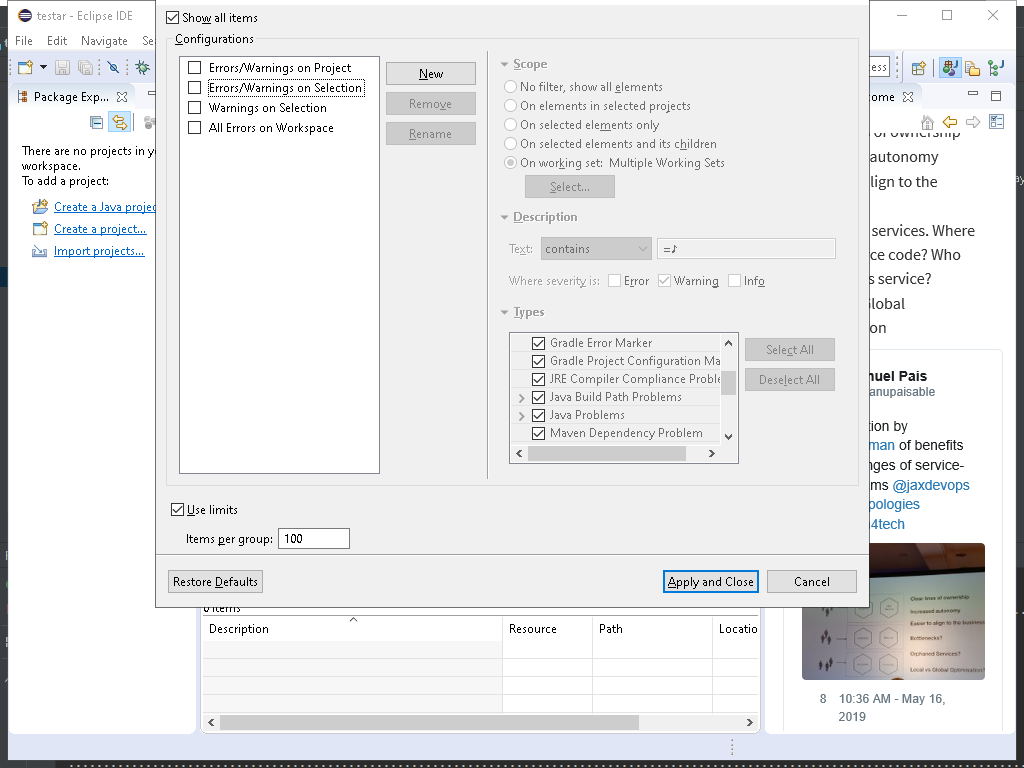 testar - Eclipse IDE
File Edit Navigate Se
Package Exp...
There are no projects in y
workspace.
To add a project:
Create a Java projec
Create a project...
Import projects...
Show all items
Configurations
Errors/Warnings on Project
Errors/Warnings on Selection
Warnings on Selection
All Errors on Workspace
New
Remove
Rename
Scope
No filter, show all elements
On elements in selected projects
On selected elements only
On selected elements and its children
On working set: Multiple Working Sets
Select...
Description
Text: contains =♪
Where severity is: Error Warning Info
Types
Gradle Error Marker
Gradle Project Configuration Ma
JRE Compiler Compliance Proble
Java Build Path Problems
Java Problems
Maven Dependency Problem
Select All
Deselect All
Use limits
Items per group: 100
Restore Defaults
Apply and Close
Cancel
0 items
Description Resource Path Locatio
ess
ome
of ownership
autonomy
lign to the
services. Where
ce code? Who
s service?
lobal
on
nuel Pais
anupaisable
tion by
man of benefits
nges of service-
ms @jaxdevops
pologies
4tech
Clear lines of ownership
Increased autonomy
Easier to align to the business
Bottlenecks?
Orphaned Services?
Local vs Global Optimisation?
8 10:36 AM - May 16,
2019